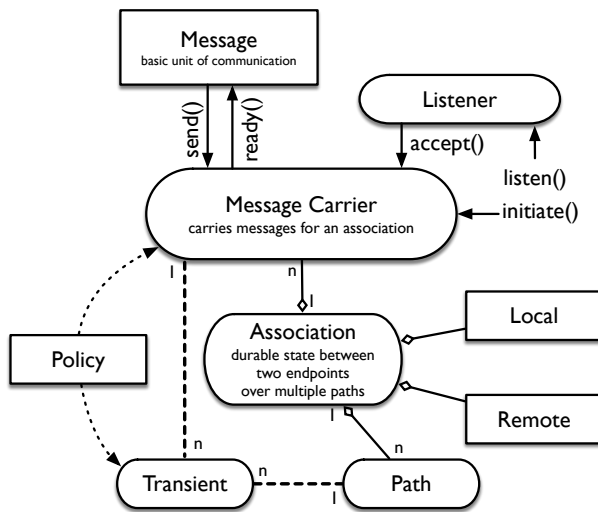 Message
basic unit of communication
send()
ready()
Listener
accept()
listen()
initiate()
Message Carrier
carries messages for an association
1
n
1
Association
durable state between
two endpoints
over multiple paths
Local
Remote
Policy
1
n
n
n
1
Transient
Path